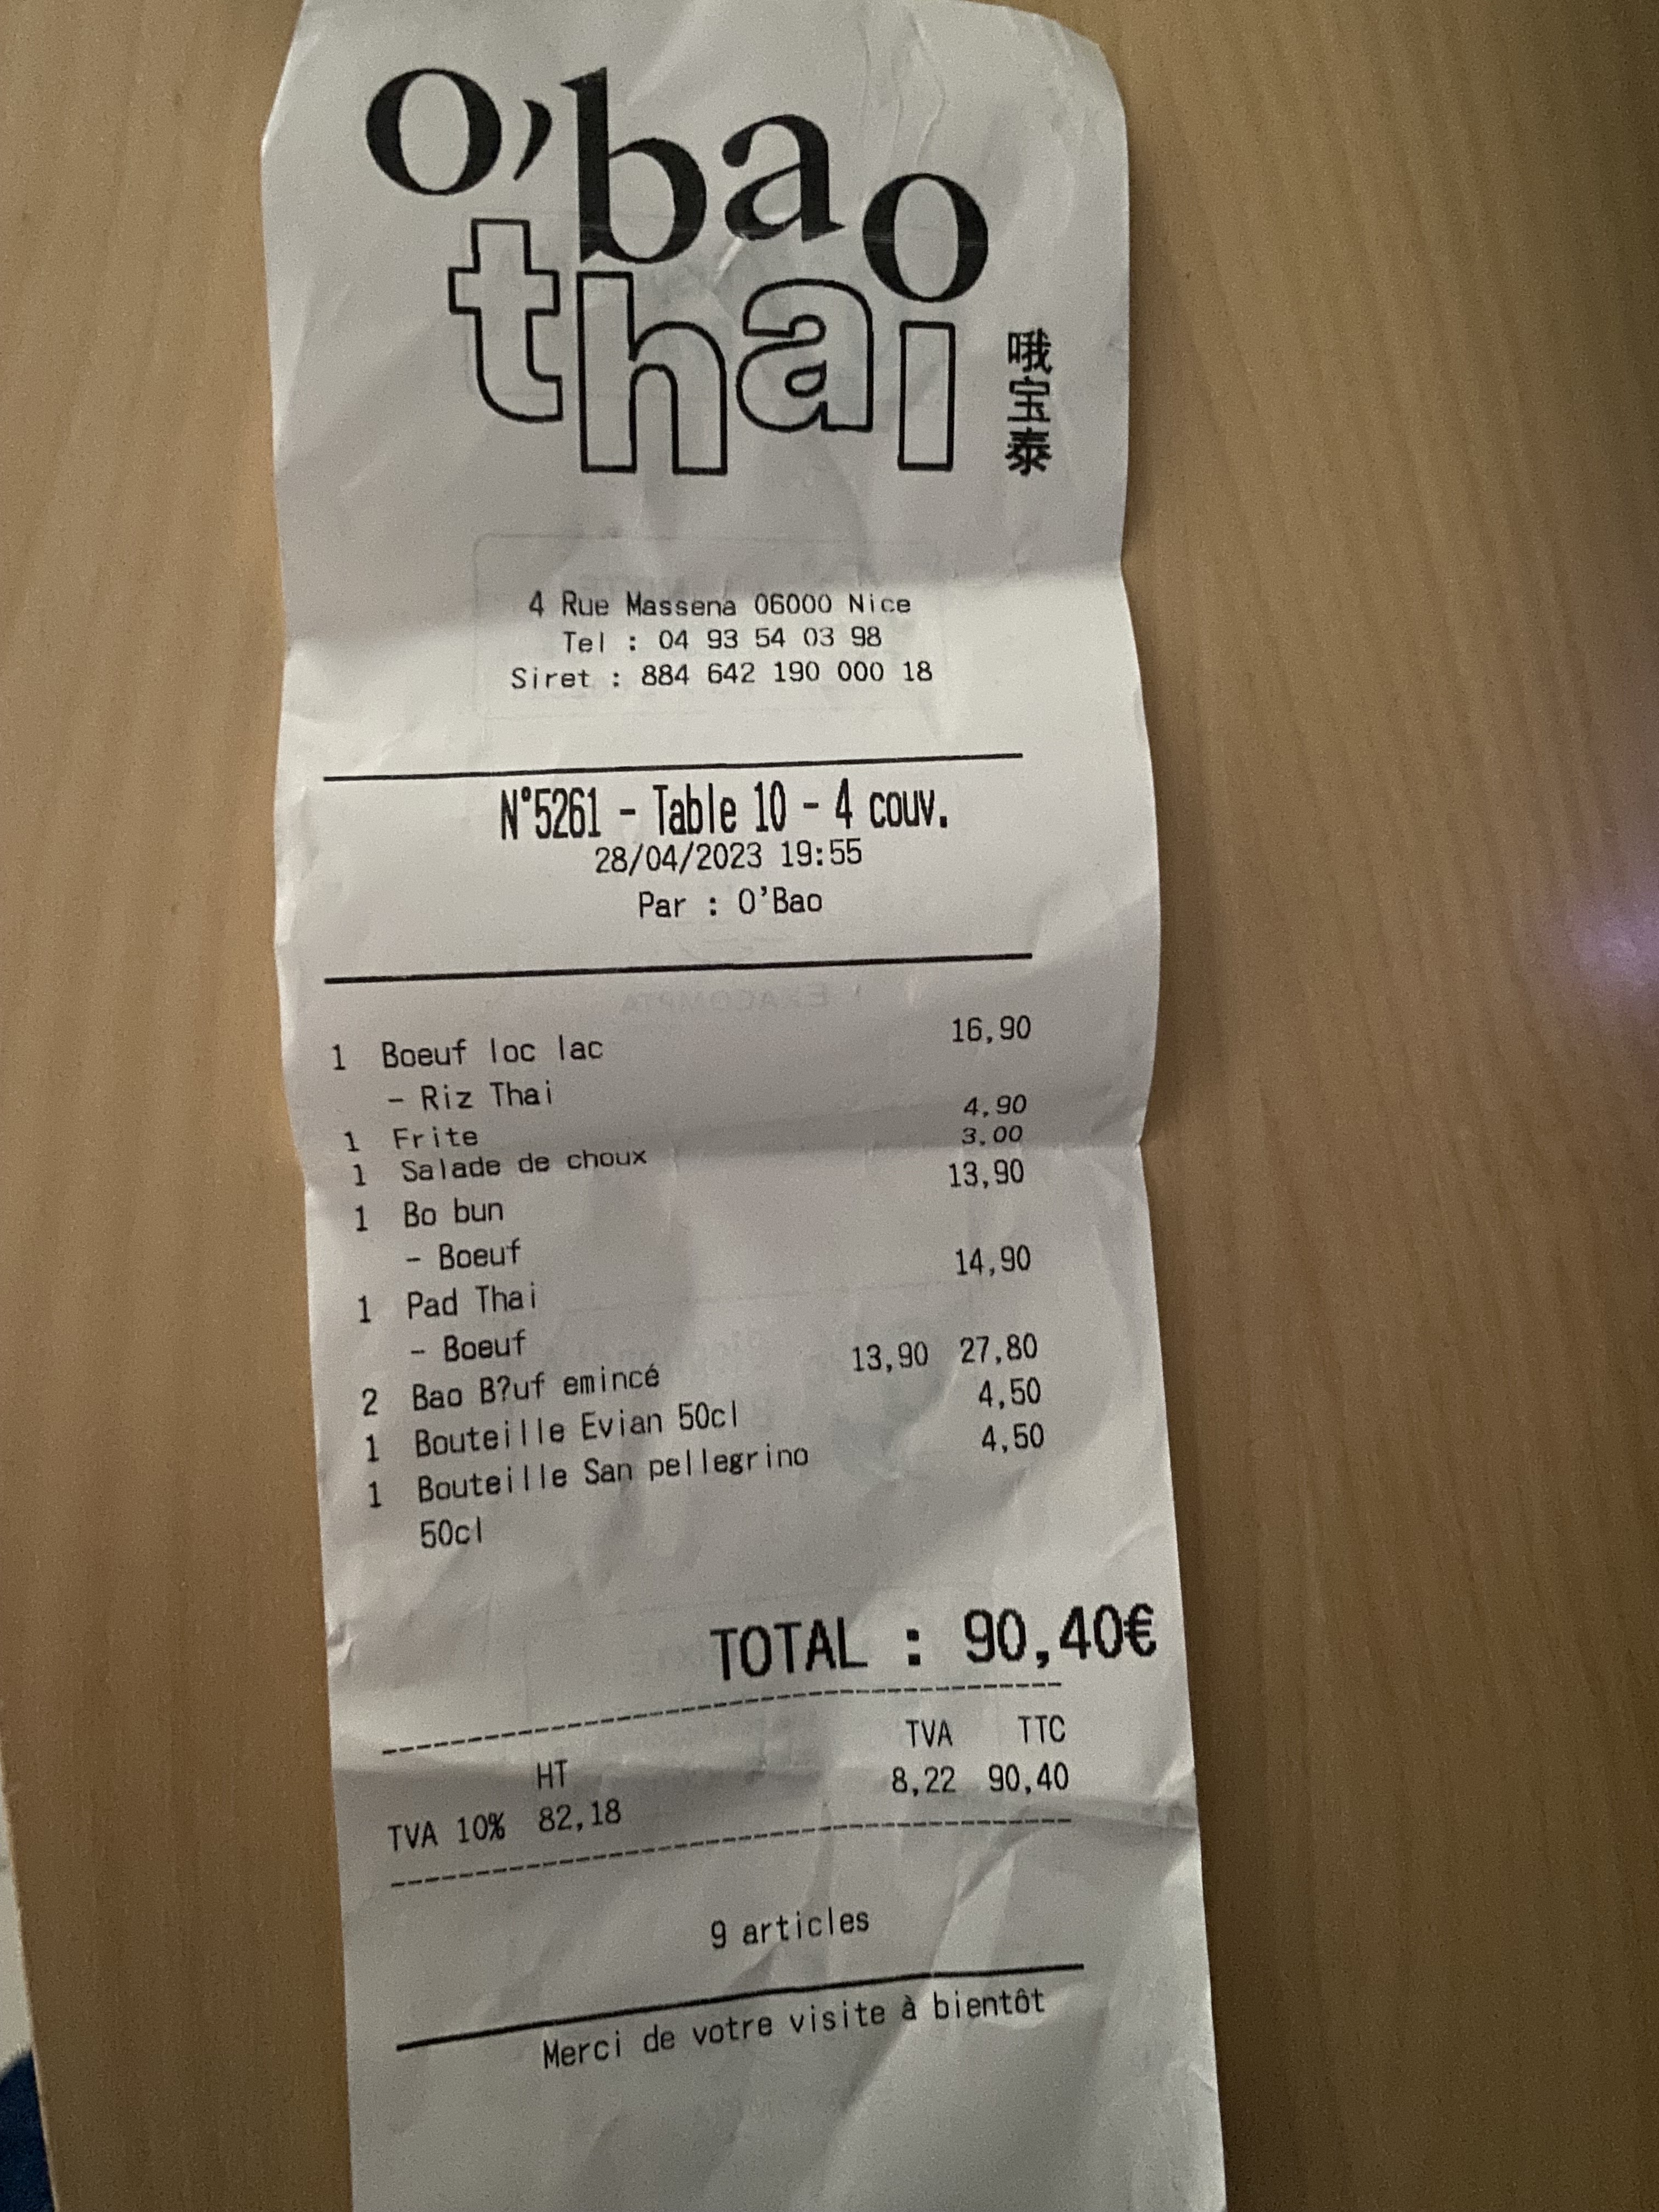 o'bao
thai
哦宝泰
4 Rue Massena 06000 Nice
Tel : 04 93 54 03 98
Siret : 884 642 190 000 18
N°5261 - Table 10 - 4 couv.
28/04/2023 19:55
Par : O'Bao
1 Boeuf loc lac 16,90
- Riz Thai
1 Frite 4,90
1 Salade de choux 3,00
1 Bo bun 13,90
- Boeuf
1 Pad Thai 14,90
- Boeuf
2 Bao B?uf emincé 13,90 27,80
1 Bouteille Evian 50cl 4,50
1 Bouteille San pellegrino 4,50
50cl
TOTAL : 90,40€
HT TVA TTC
TVA 10% 82,18 8,22 90,40
9 articles
Merci de votre visite à bientôt